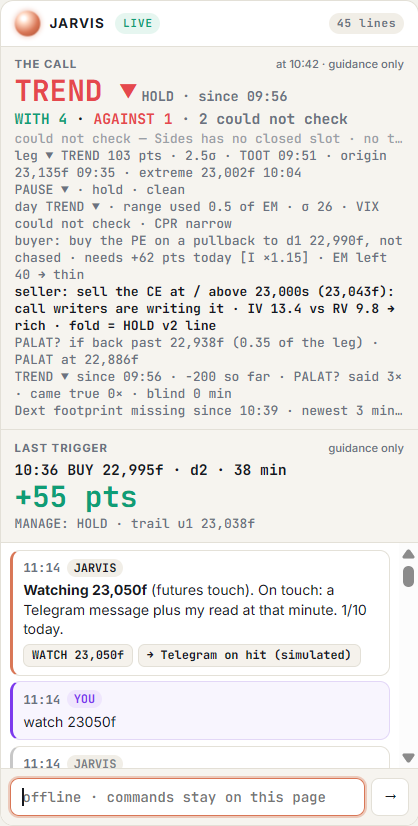 JARVIS LIVE 45 lines
THE CALL at 10:42 · guidance only
TREND ▼ HOLD · since 09:56
WITH 4 · AGAINST 1 · 2 could not check
could not check — Sides has no closed slot · no t…
leg ▼ TREND 103 pts · 2.5σ · TOOT 09:51 · origin
23,135f 09:35 · extreme 23,002f 10:04
PAUSE ▼ · hold · clean
day TREND ▼ · range used 0.5 of EM · σ 26 · VIX
could not check · CPR narrow
buyer: buy the PE on a pullback to d1 22,990f, not
chased · needs +62 pts today [I ×1.15] · EM left
40 → thin
seller: sell the CE at / above 23,000s (23,043f):
call writers are writing it · IV 13.4 vs RV 9.8 →
rich · fold = HOLD v2 line
PALAT? if back past 22,938f (0.35 of the leg) ·
PALAT at 22,886f
TREND ▼ since 09:56 · -200 so far · PALAT? said 3×
· came true 0× · blind 0 min
Dext footprint missing since 10:39 · newest 3 min…
LAST TRIGGER guidance only
10:36 BUY 22,995f · d2 · 38 min
+55 pts
MANAGE: HOLD · trail u1 23,038f
11:14 JARVIS
Watching 23,050f (futures touch). On touch: a
Telegram message plus my read at that minute. 1/10
today.
WATCH 23,050f → Telegram on hit (simulated)
11:14 YOU
watch 23050f
11:14 JARVIS
offline · commands stay on this page →